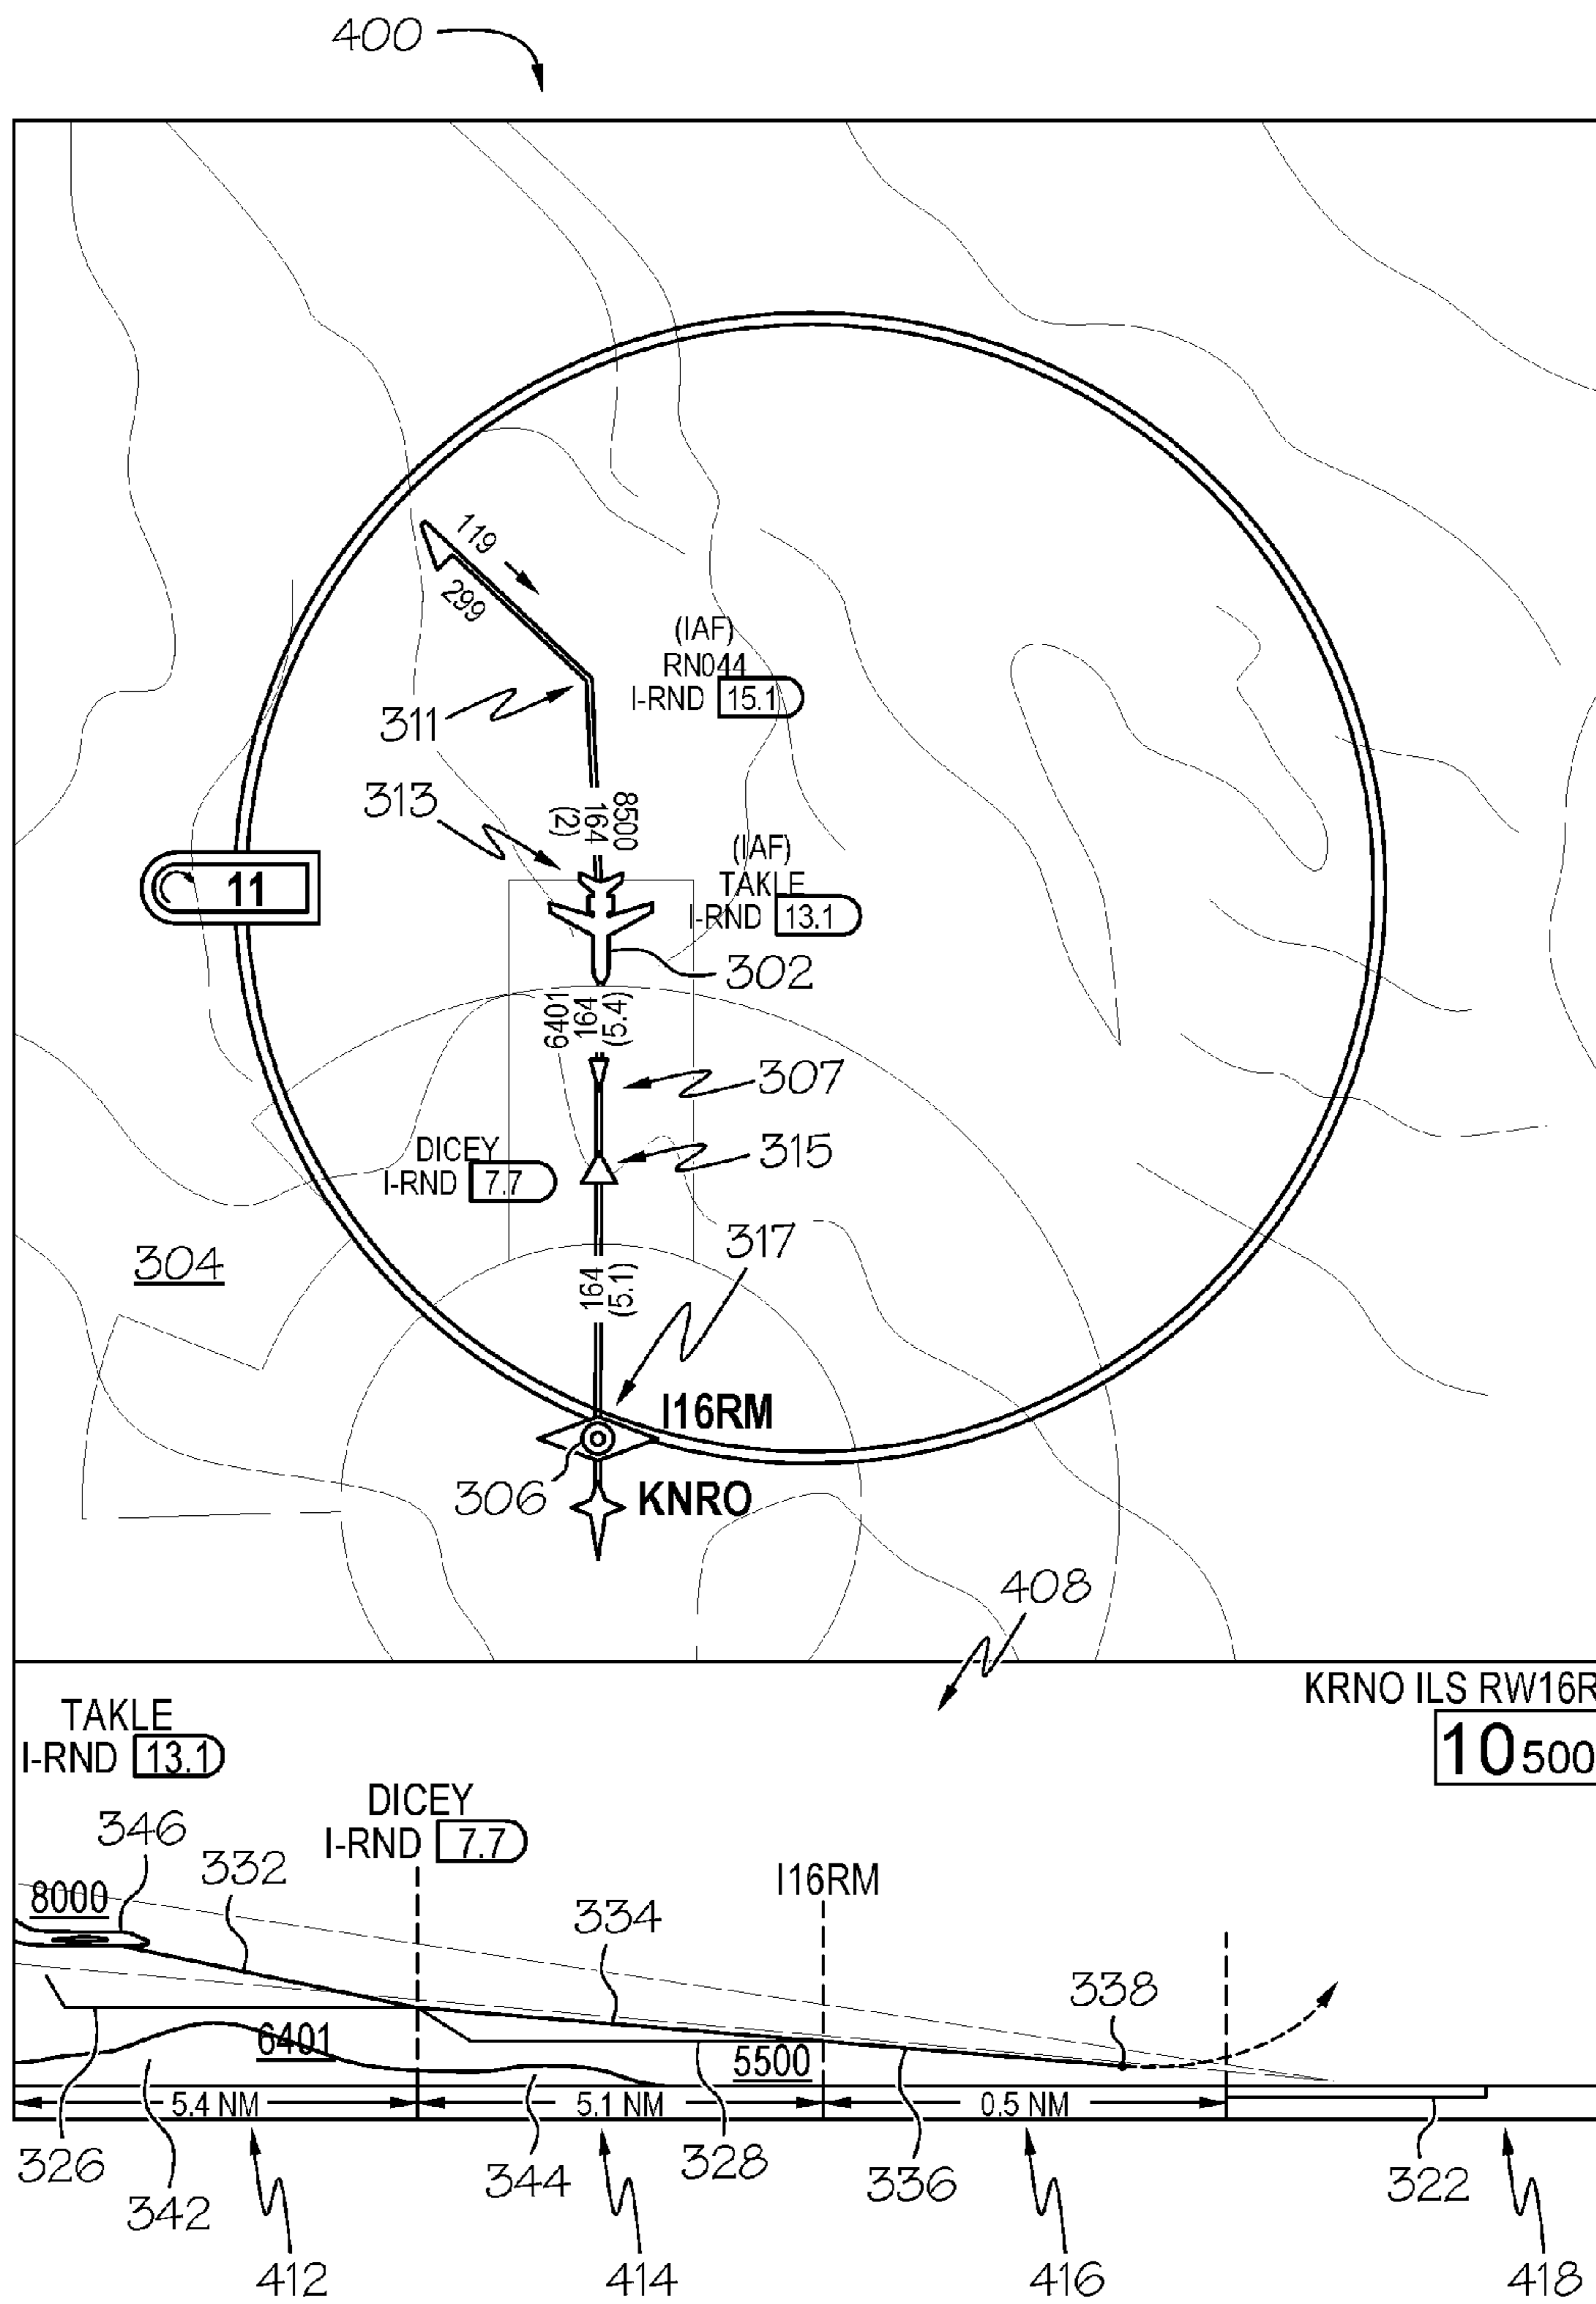 400
119
299
(IAF)
RN044
I-RND 15.1
311
313
8500
164
(2)
(IAF)
TAKLE
I-RND 13.1
11
302
6401
164
(5.4)
307
DICEY
I-RND 7.7
315
304
317
164
(5.1)
I16RM
306
KNRO
408
KRNO ILS RW16R
10 500
TAKLE
I-RND 13.1
DICEY
I-RND 7.7
346
332
I16RM
8000
334
338
6401
5500
5.4 NM
5.1 NM
0.5 NM
326
342
344
328
336
322
412
414
416
418